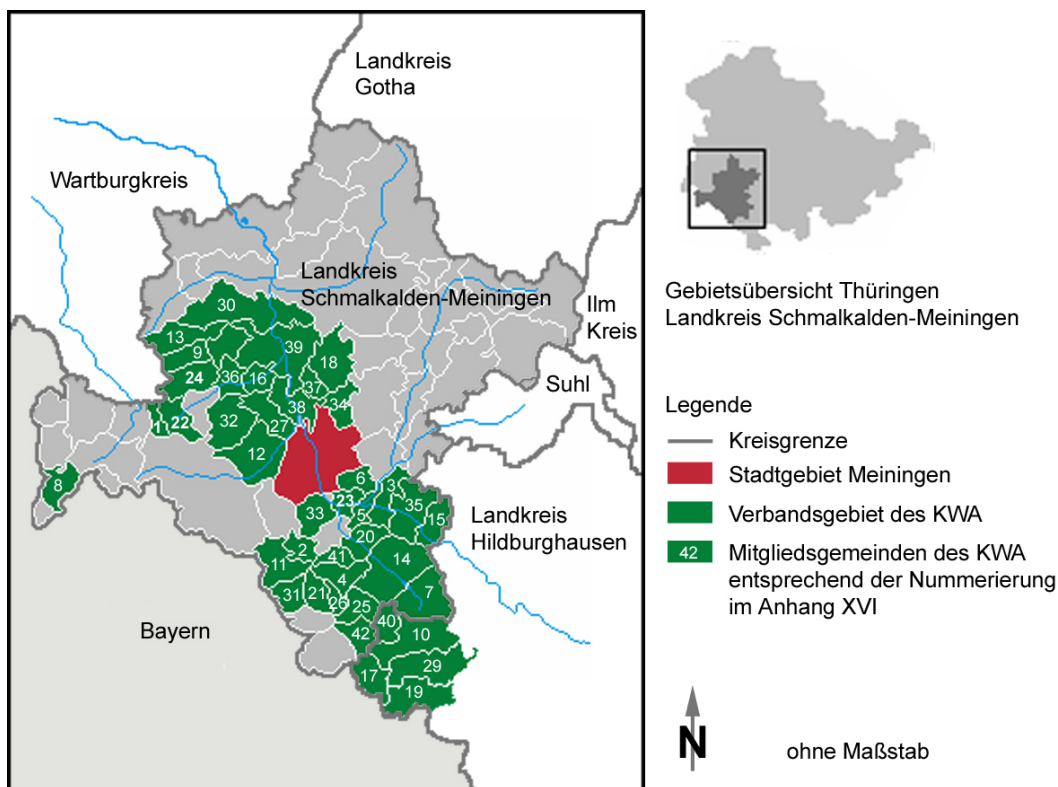 Landkreis
Gotha
Wartburgkreis
Landkreis
Schmalkalden-Meiningen
Ilm
Kreis
Suhl
Landkreis
Hildburghausen
Bayern
30
13
39
9
18
24
36
16
37
34
38
11
22
32
27
12
8
6
3
23
35
33
5
15
20
2
41
14
11
4
7
31
21
26
25
40
42
10
29
17
19
Gebietsübersicht Thüringen
Landkreis Schmalkalden-Meiningen
Legende
Kreisgrenze
Stadtgebiet Meiningen
Verbandsgebiet des KWA
42 Mitgliedsgemeinden des KWA
entsprechend der Nummerierung
im Anhang XVI
N
ohne Maßstab